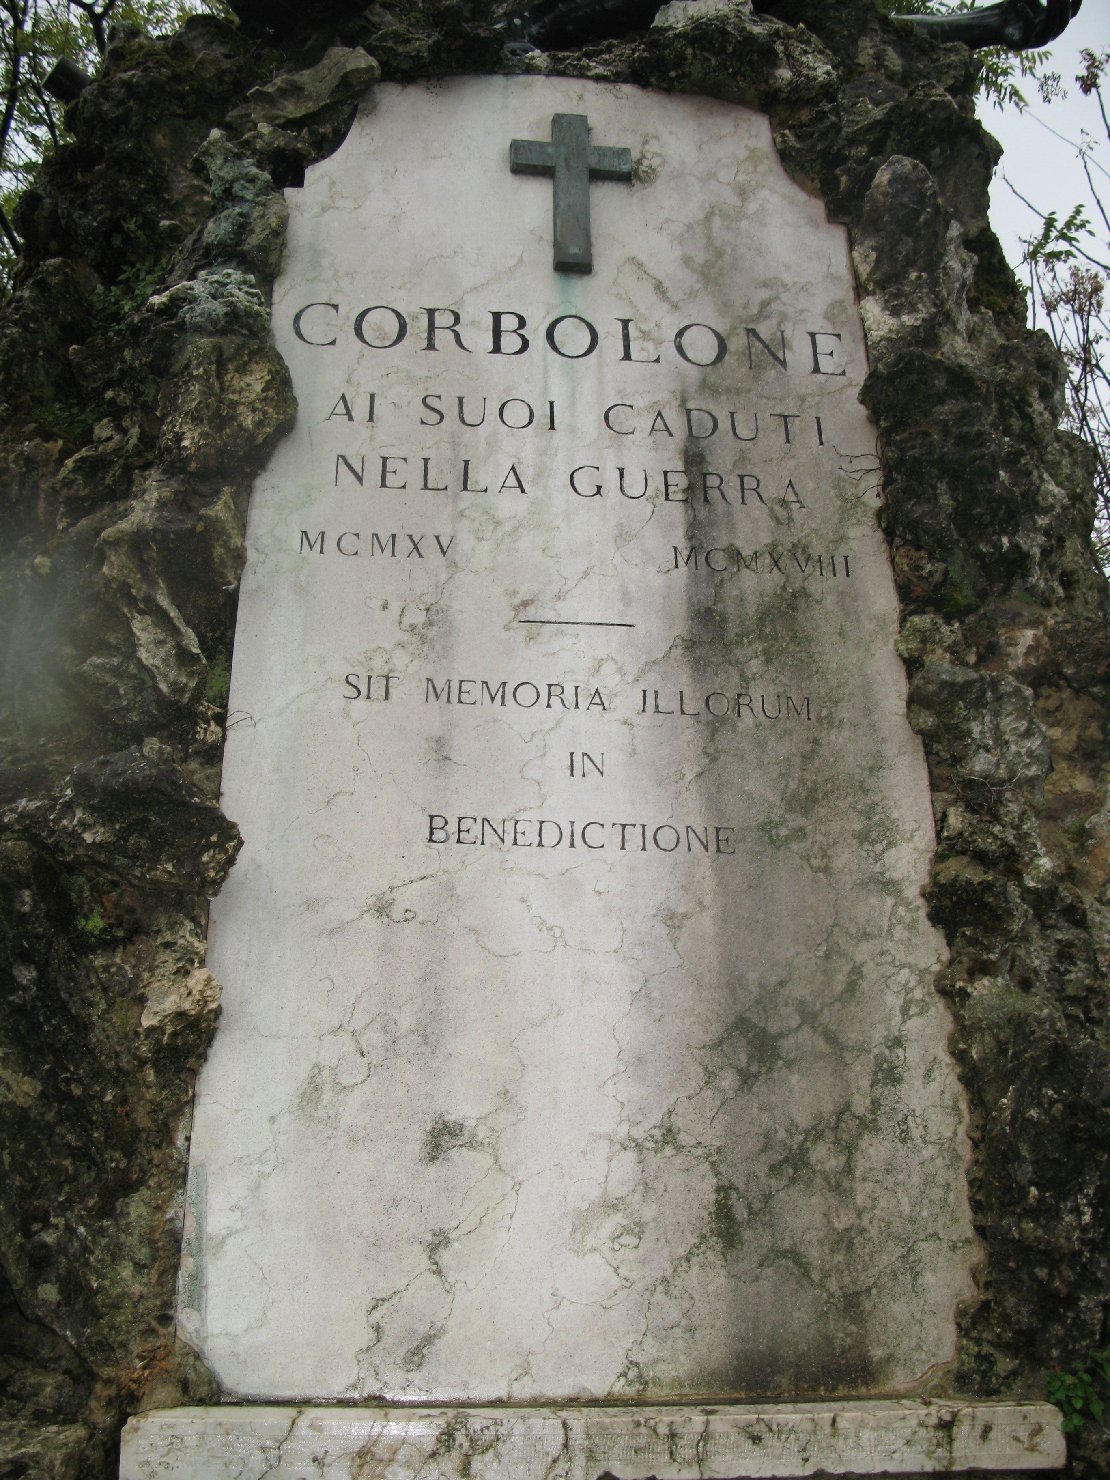 CORBOLONE
AI SUOI CADUTI
NELLA GUERRA
MCMXV MCMXVIII
SIT MEMORIA ILLORUM
IN
BENEDICTIONE